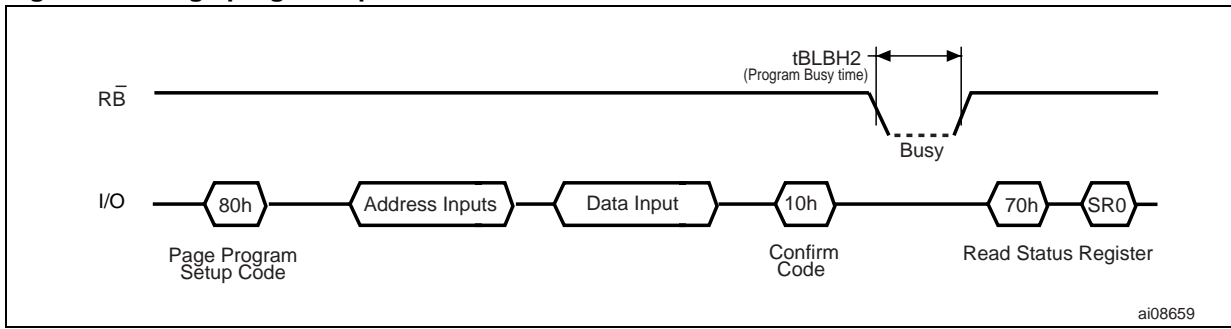 tBLBH2
(Program Busy time)
RB̅
Busy
I/O
80h
Address Inputs
Data Input
10h
70h
SR0
Page Program
Setup Code
Confirm
Code
Read Status Register
ai08659